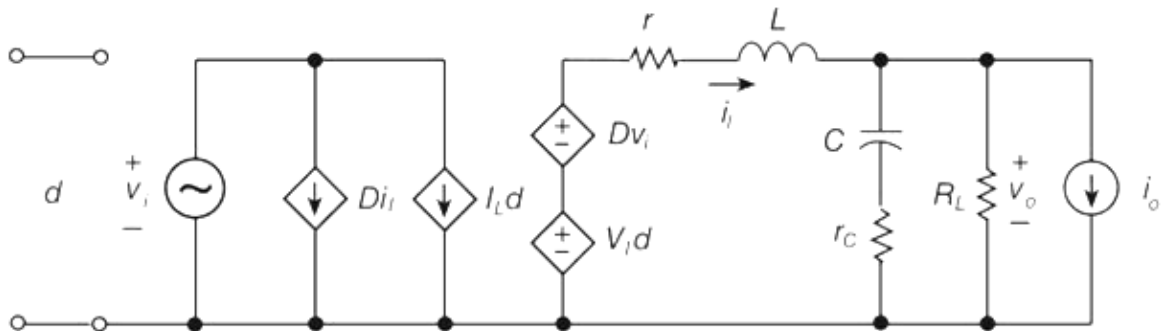 r
L
i_l
+
-
Dv_i
C
d
+
v_i
-
Di_l
I_L d
+
-
V_I d
r_C
R_L
+
v_o
-
i_o